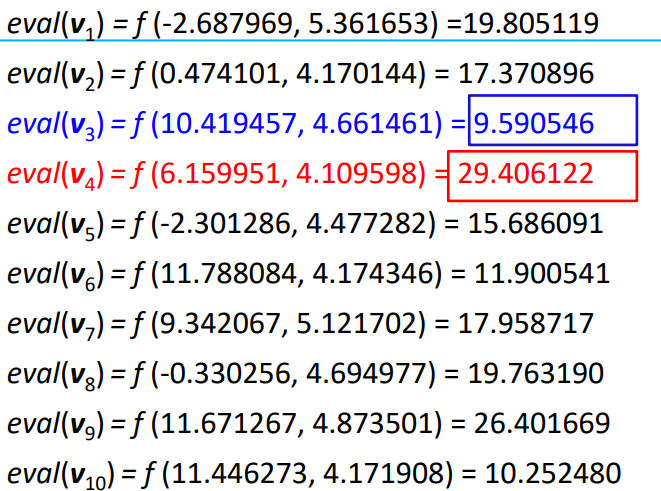 eval(v₁) = f (-2.687969, 5.361653) =19.805119
eval(v₂) = f (0.474101, 4.170144) = 17.370896
eval(v₃) = f (10.419457, 4.661461) = 9.590546
eval(v₄) = f (6.159951, 4.109598) = 29.406122
eval(v₅) = f (-2.301286, 4.477282) = 15.686091
eval(v₆) = f (11.788084, 4.174346) = 11.900541
eval(v₇) = f (9.342067, 5.121702) = 17.958717
eval(v₈) = f (-0.330256, 4.694977) = 19.763190
eval(v₉) = f (11.671267, 4.873501) = 26.401669
eval(v₁₀) = f (11.446273, 4.171908) = 10.252480